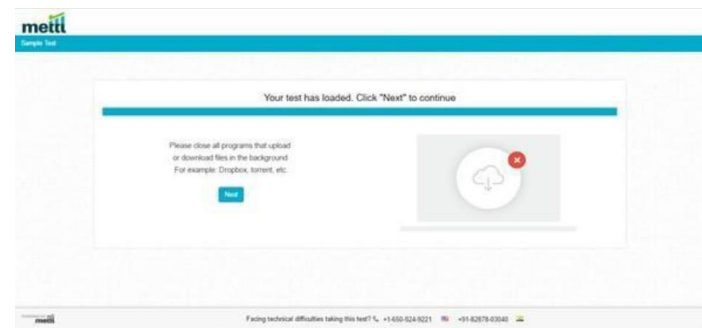 mettl
Sample Test
Your test has loaded. Click "Next" to continue
Please close all programs that upload
or download files in the background
For example: Dropbox, torrent, etc.
Next
mettl
Facing technical difficulties taking this test? +1-650-924-9221 +91-82878-03040